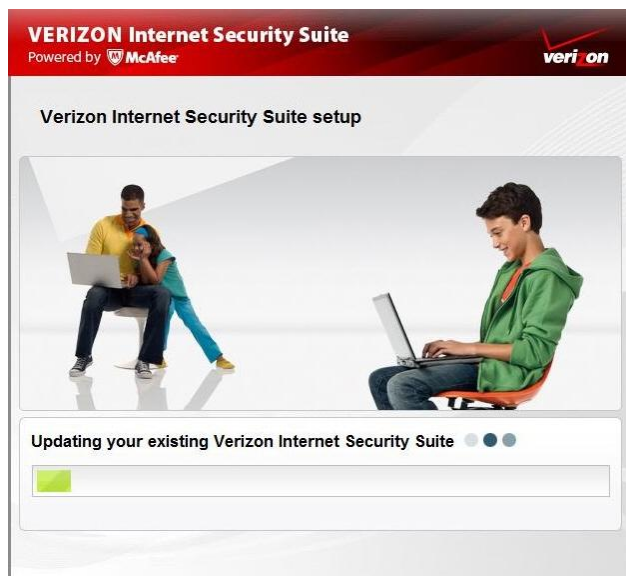 VERIZON Internet Security Suite
Powered by McAfee
verizon
Verizon Internet Security Suite setup
Updating your existing Verizon Internet Security Suite